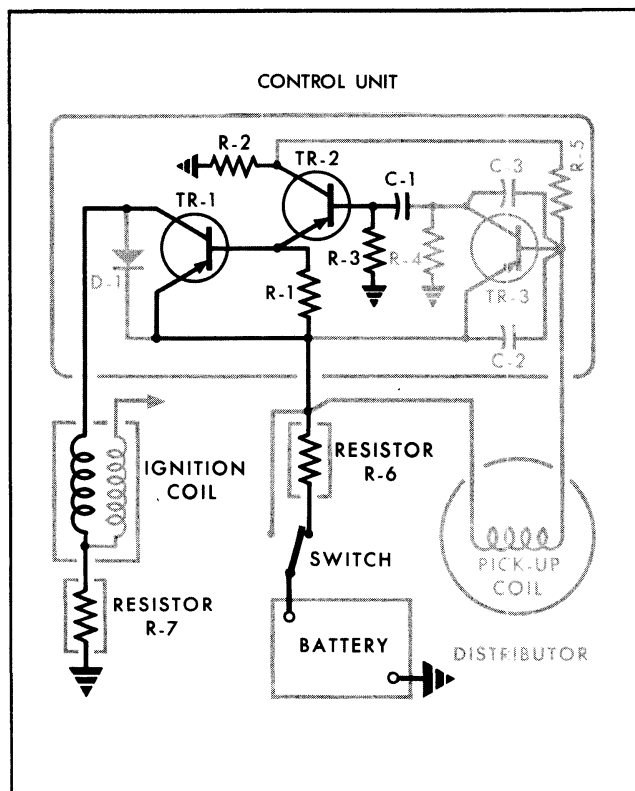 CONTROL UNIT
R-2
TR-2
R-5
C-3
C-1
TR-1
R-3
R-4
D-1
R-1
TR-3
C-2
IGNITION
COIL
RESISTOR
R-6
SWITCH
PICK-UP
COIL
RESISTOR
R-7
BATTERY
DISTRIBUTOR